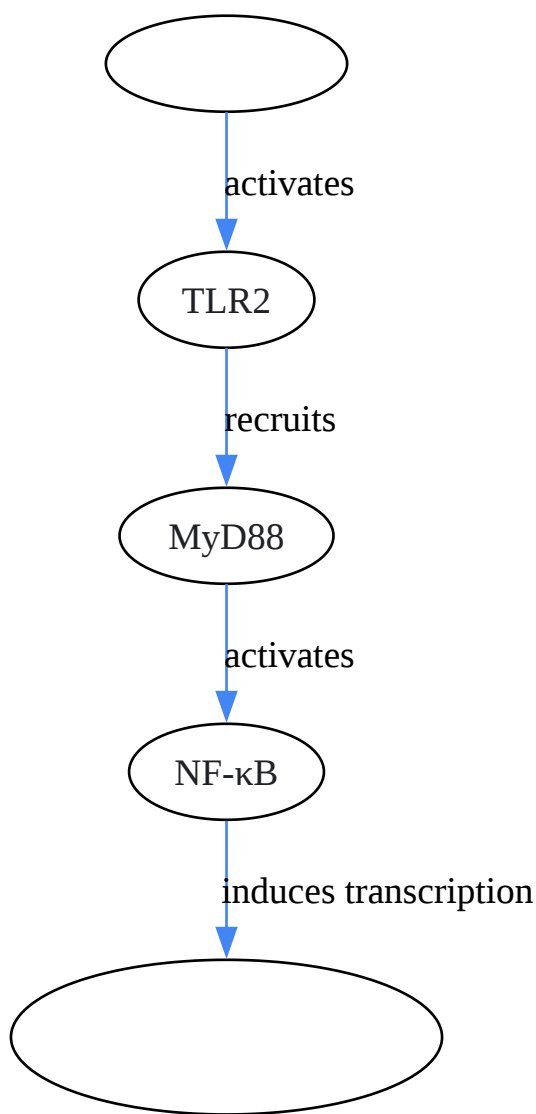 activates
TLR2
recruits
MyD88
activates
NF-κB
induces transcription